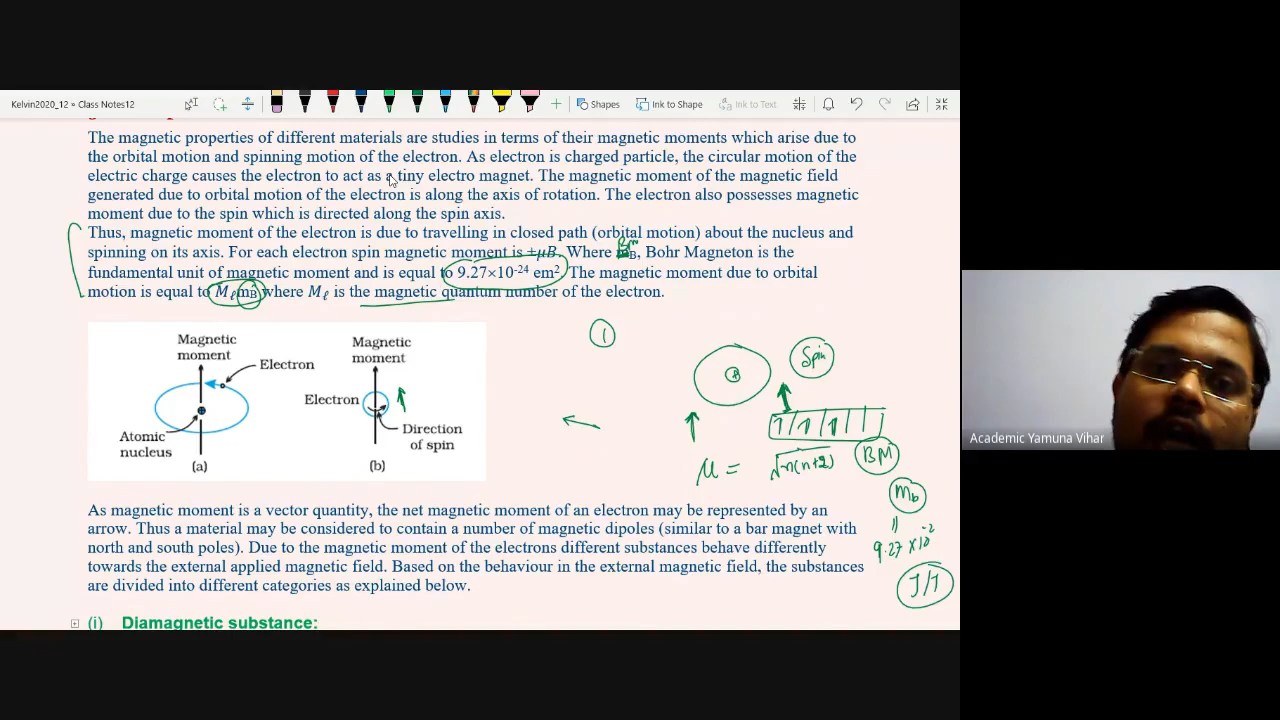 Kelvin2020_12 » Class Notes12
Shapes
Ink to Shape
Ink to Text
The magnetic properties of different materials are studies in terms of their magnetic moments which arise due to
the orbital motion and spinning motion of the electron. As electron is charged particle, the circular motion of the
electric charge causes the electron to act as a tiny electro magnet. The magnetic moment of the magnetic field
generated due to orbital motion of the electron is along the axis of rotation. The electron also possesses magnetic
moment due to the spin which is directed along the spin axis.
Thus, magnetic moment of the electron is due to travelling in closed path (orbital motion) about the nucleus and
spinning on its axis. For each electron spin magnetic moment is ±μB. Where Bohr Magneton is the
fundamental unit of magnetic moment and is equal to 9.27×10⁻²⁴ em². The magnetic moment due to orbital
motion is equal to MℓmB where Mℓ is the magnetic quantum number of the electron.
1
Magnetic
moment
Electron
Atomic
nucleus
(a)
Magnetic
moment
Electron
Direction
of spin
(b)
Spin
μ = √n(n+2) BM
Mb
=
9.27 × 10⁻²
J/T
As magnetic moment is a vector quantity, the net magnetic moment of an electron may be represented by an
arrow. Thus a material may be considered to contain a number of magnetic dipoles (similar to a bar magnet with
north and south poles). Due to the magnetic moment of the electrons different substances behave differently
towards the external applied magnetic field. Based on the behaviour in the external magnetic field, the substances
are divided into different categories as explained below.
(i) Diamagnetic substance:
Academic Yamuna Vihar